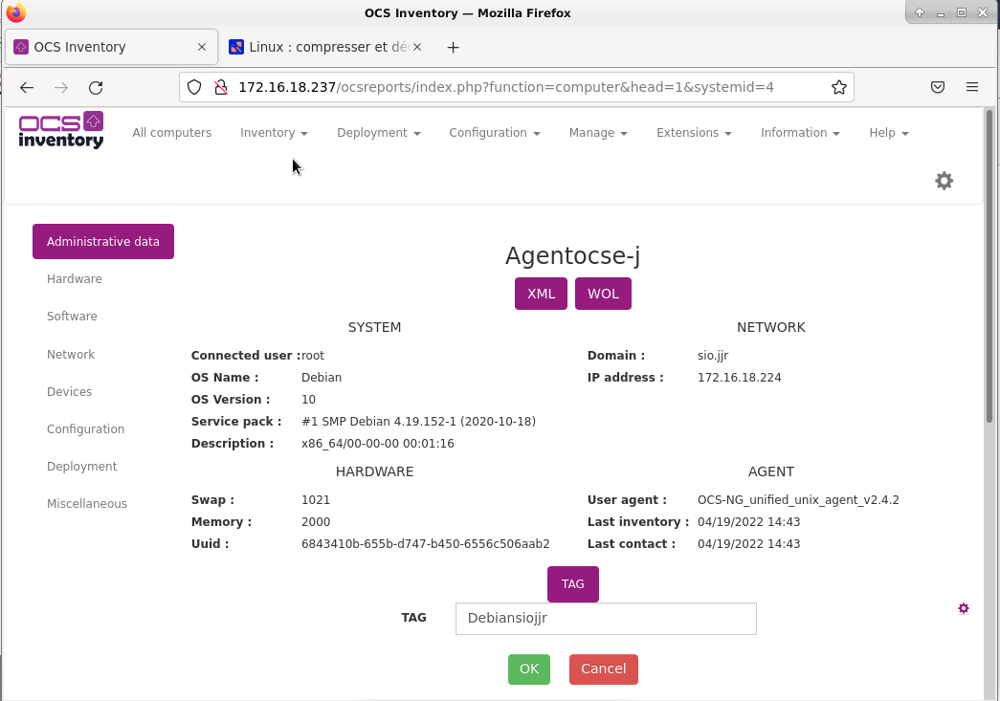 OCS Inventory — Mozilla Firefox
OCS Inventory
Linux : compresser et dé
172.16.18.237/ocsreports/index.php?function=computer&head=1&systemid=4
OCS inventory
All computers Inventory Deployment Configuration Manage Extensions Information Help
Administrative data
Hardware
Software
Network
Devices
Configuration
Deployment
Miscellaneous
Agentocse-j
XML WOL
SYSTEM
Connected user : root
OS Name : Debian
OS Version : 10
Service pack : #1 SMP Debian 4.19.152-1 (2020-10-18)
Description : x86_64/00-00-00 00:01:16
NETWORK
Domain : sio.jjr
IP address : 172.16.18.224
HARDWARE
Swap : 1021
Memory : 2000
Uuid : 6843410b-655b-d747-b450-6556c506aab2
AGENT
User agent : OCS-NG_unified_unix_agent_v2.4.2
Last inventory : 04/19/2022 14:43
Last contact : 04/19/2022 14:43
TAG
TAG Debiansiojjr
OK Cancel